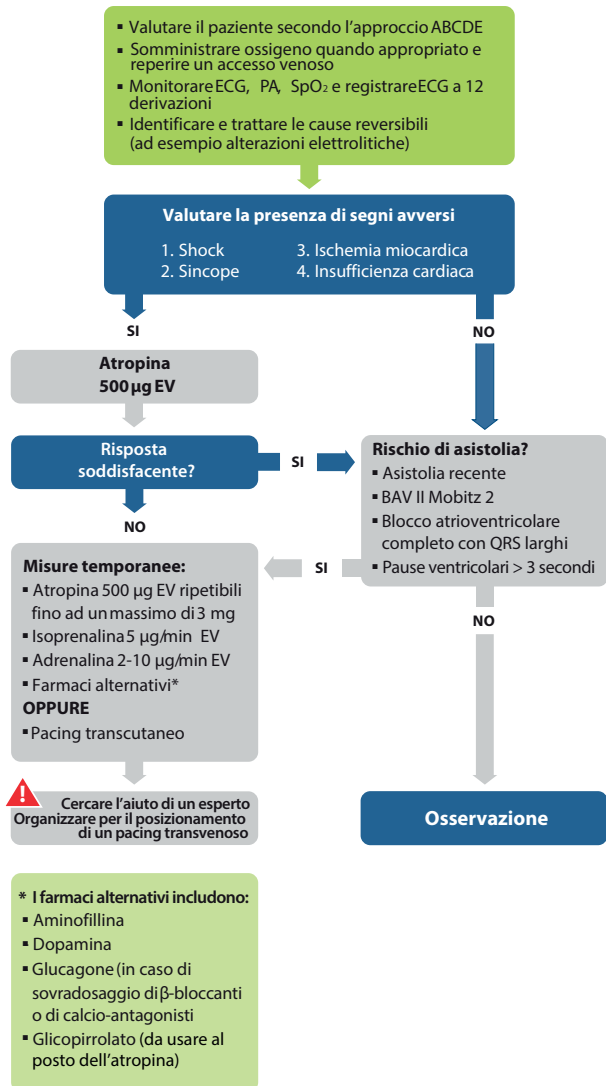 ▪ Valutare il paziente secondo l'approccio ABCDE
▪ Somministrare ossigeno quando appropriato e
reperire un accesso venoso
▪ Monitorare ECG, PA, SpO₂ e registrare ECG a 12
derivazioni
▪ Identificare e trattare le cause reversibili
(ad esempio alterazioni elettrolitiche)
Valutare la presenza di segni avversi
1. Shock
2. Sincope
3. Ischemia miocardica
4. Insufficienza cardiaca
SI
NO
Atropina
500 µg EV
Risposta
soddisfacente?
SI
NO
Rischio di asistolia?
▪ Asistolia recente
▪ BAV II Mobitz 2
▪ Blocco atrioventricolare
completo con QRS larghi
▪ Pause ventricolari > 3 secondi
SI
NO
Misure temporanee:
▪ Atropina 500 µg EV ripetibili
fino ad un massimo di 3 mg
▪ Isoprenalina 5 µg/min EV
▪ Adrenalina 2-10 µg/min EV
▪ Farmaci alternativi*
OPPURE
▪ Pacing transcutaneo
!
Cercare l'aiuto di un esperto
Organizzare per il posizionamento
di un pacing transvenoso
Osservazione
* I farmaci alternativi includono:
▪ Aminofillina
▪ Dopamina
▪ Glucagone (in caso di
sovradosaggio di β-bloccanti
o di calcio-antagonisti
▪ Glicopirrolato (da usare al
posto dell'atropina)